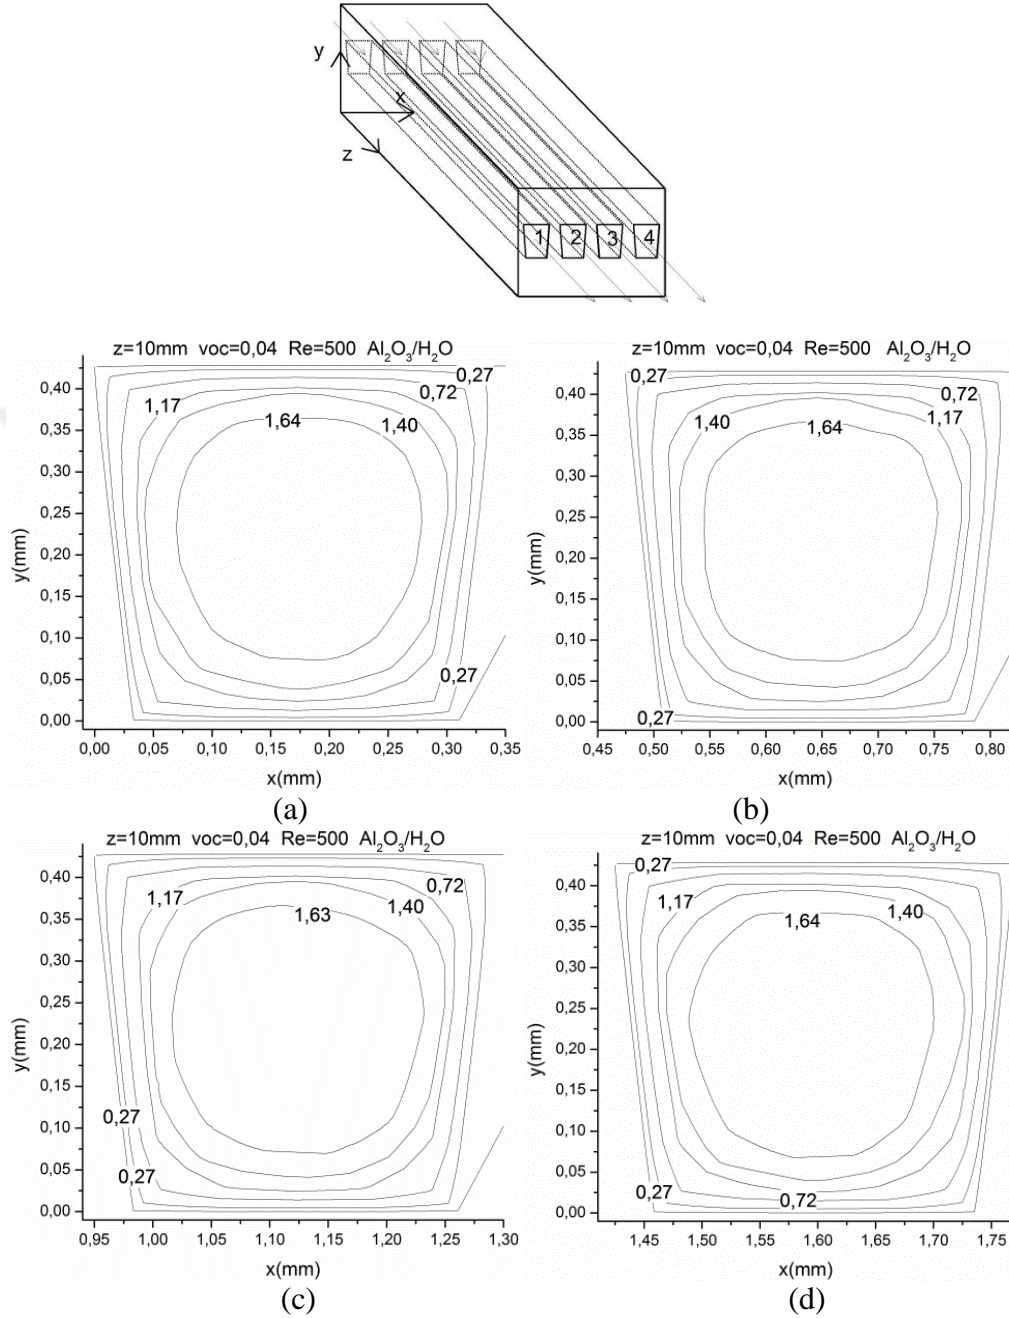 y
x
z
1 2 3 4
z=10mm voc=0,04 Re=500 Al₂O₃/H₂O
0,40
0,35
0,30
0,25
0,20
0,15
0,10
0,05
0,00
y(mm)
0,27
0,72
1,17
1,40
1,64
0,27
0,00 0,05 0,10 0,15 0,20 0,25 0,30 0,35
x(mm)
(a)
z=10mm voc=0,04 Re=500 Al₂O₃/H₂O
0,40
0,35
0,30
0,25
0,20
0,15
0,10
0,05
0,00
y(mm)
0,27
0,72
1,40
1,64
1,17
0,27
0,45 0,50 0,55 0,60 0,65 0,70 0,75 0,80
x(mm)
(b)
z=10mm voc=0,04 Re=500 Al₂O₃/H₂O
0,40
0,35
0,30
0,25
0,20
0,15
0,10
0,05
0,00
y(mm)
0,72
1,17
1,40
1,63
0,27
0,27
0,95 1,00 1,05 1,10 1,15 1,20 1,25 1,30
x(mm)
(c)
z=10mm voc=0,04 Re=500 Al₂O₃/H₂O
0,40
0,35
0,30
0,25
0,20
0,15
0,10
0,05
0,00
y(mm)
0,27
1,17
1,40
1,64
0,27
0,72
1,45 1,50 1,55 1,60 1,65 1,70 1,75
x(mm)
(d)